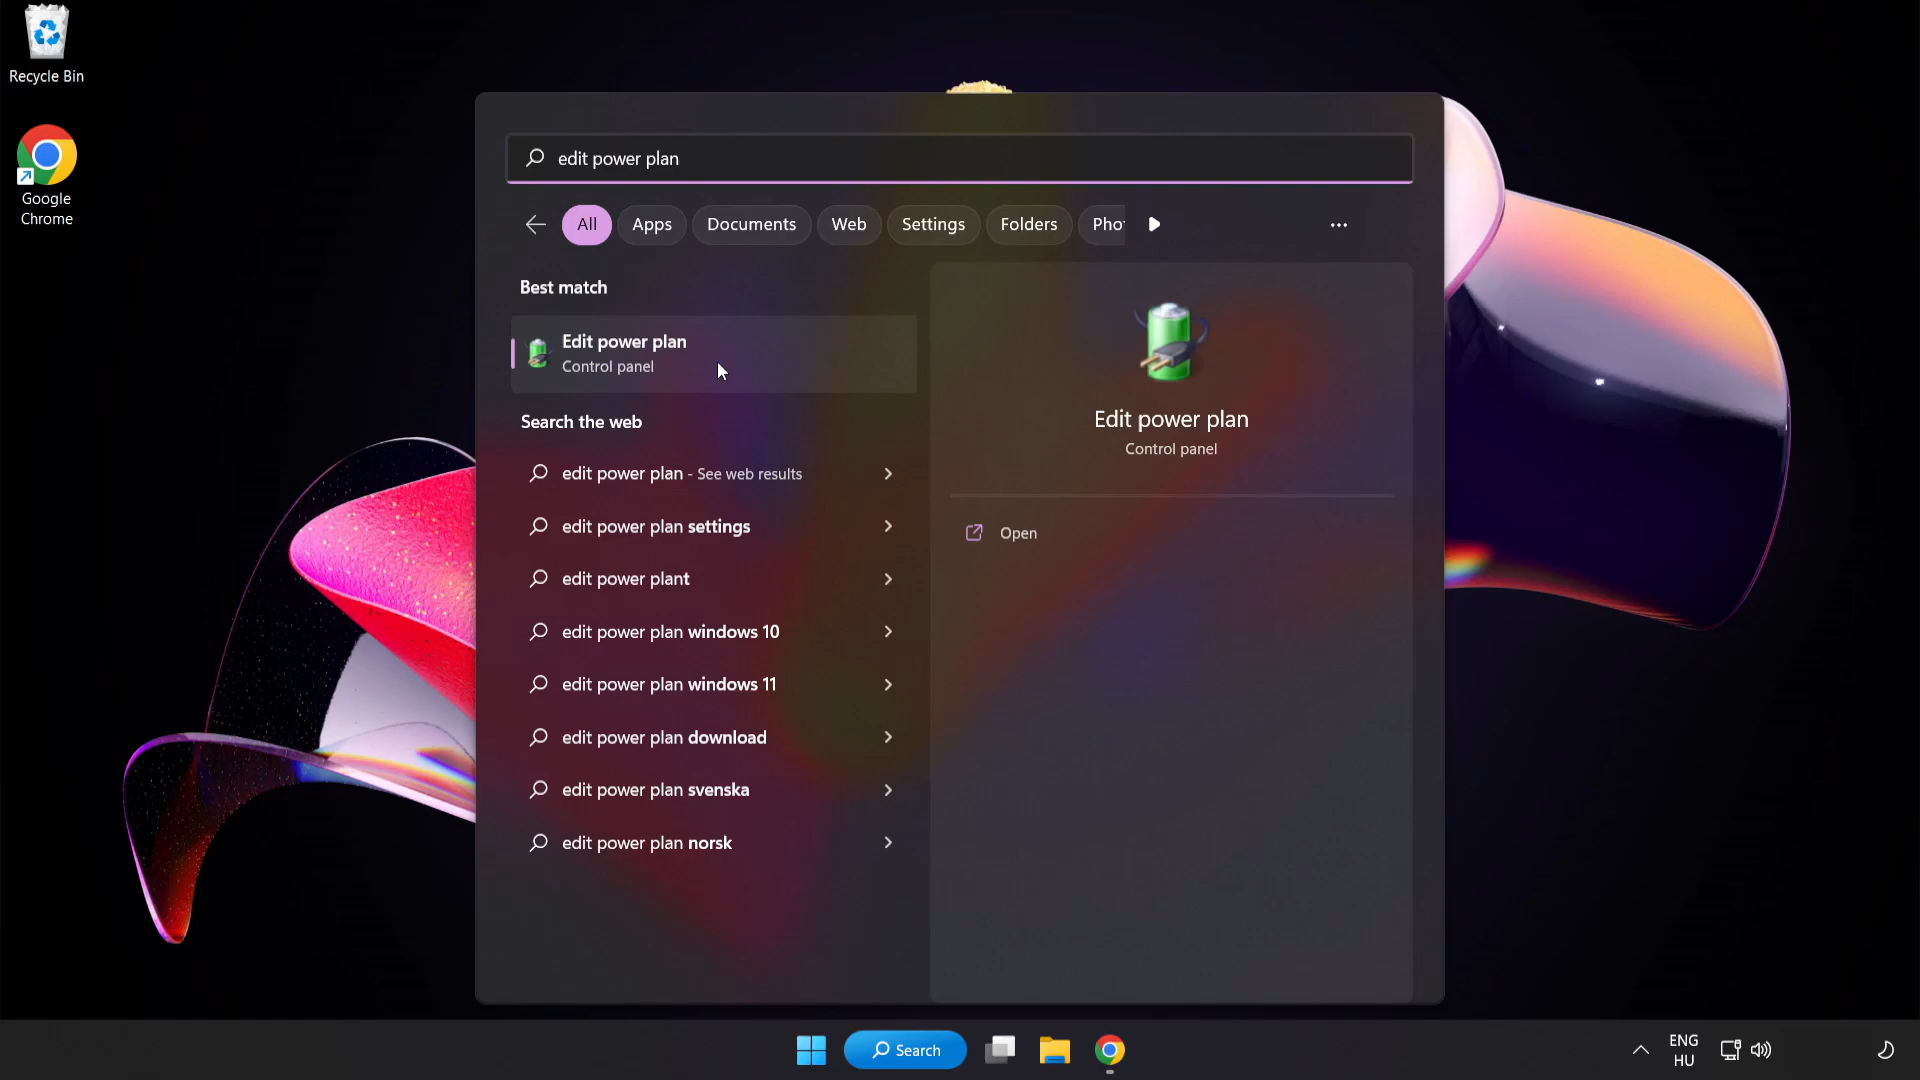 Recycle Bin
Google
Chrome
edit power plan
All
Apps
Documents
Web
Settings
Folders
Pho
Best match
Edit power plan
Control panel
Search the web
edit power plan - See web results
edit power plan settings
edit power plant
edit power plan windows 10
edit power plan windows 11
edit power plan download
edit power plan svenska
edit power plan norsk
Edit power plan
Control panel
Open
Search
ENG
HU